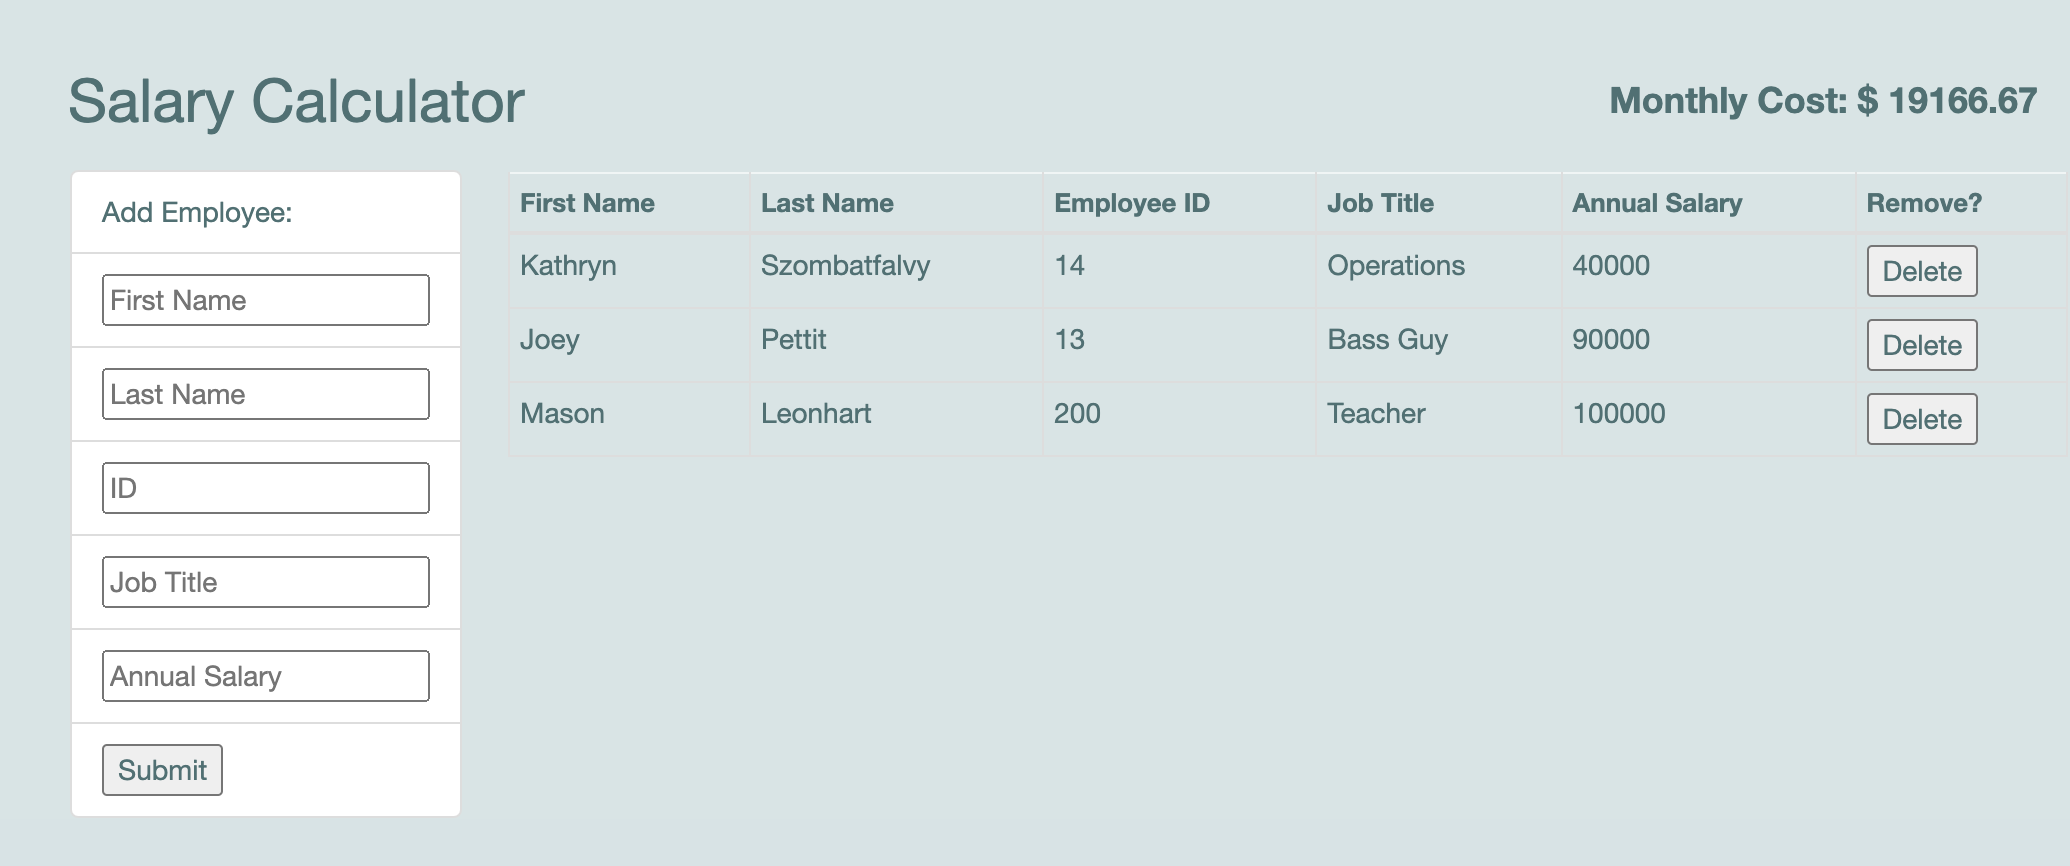 Salary Calculator
Monthly Cost: $ 19166.67
Add Employee:
First Name
Last Name
ID
Job Title
Annual Salary
Submit
First Name Last Name Employee ID Job Title Annual Salary Remove?
Kathryn Szombatfalvy 14 Operations 40000 Delete
Joey Pettit 13 Bass Guy 90000 Delete
Mason Leonhart 200 Teacher 100000 Delete